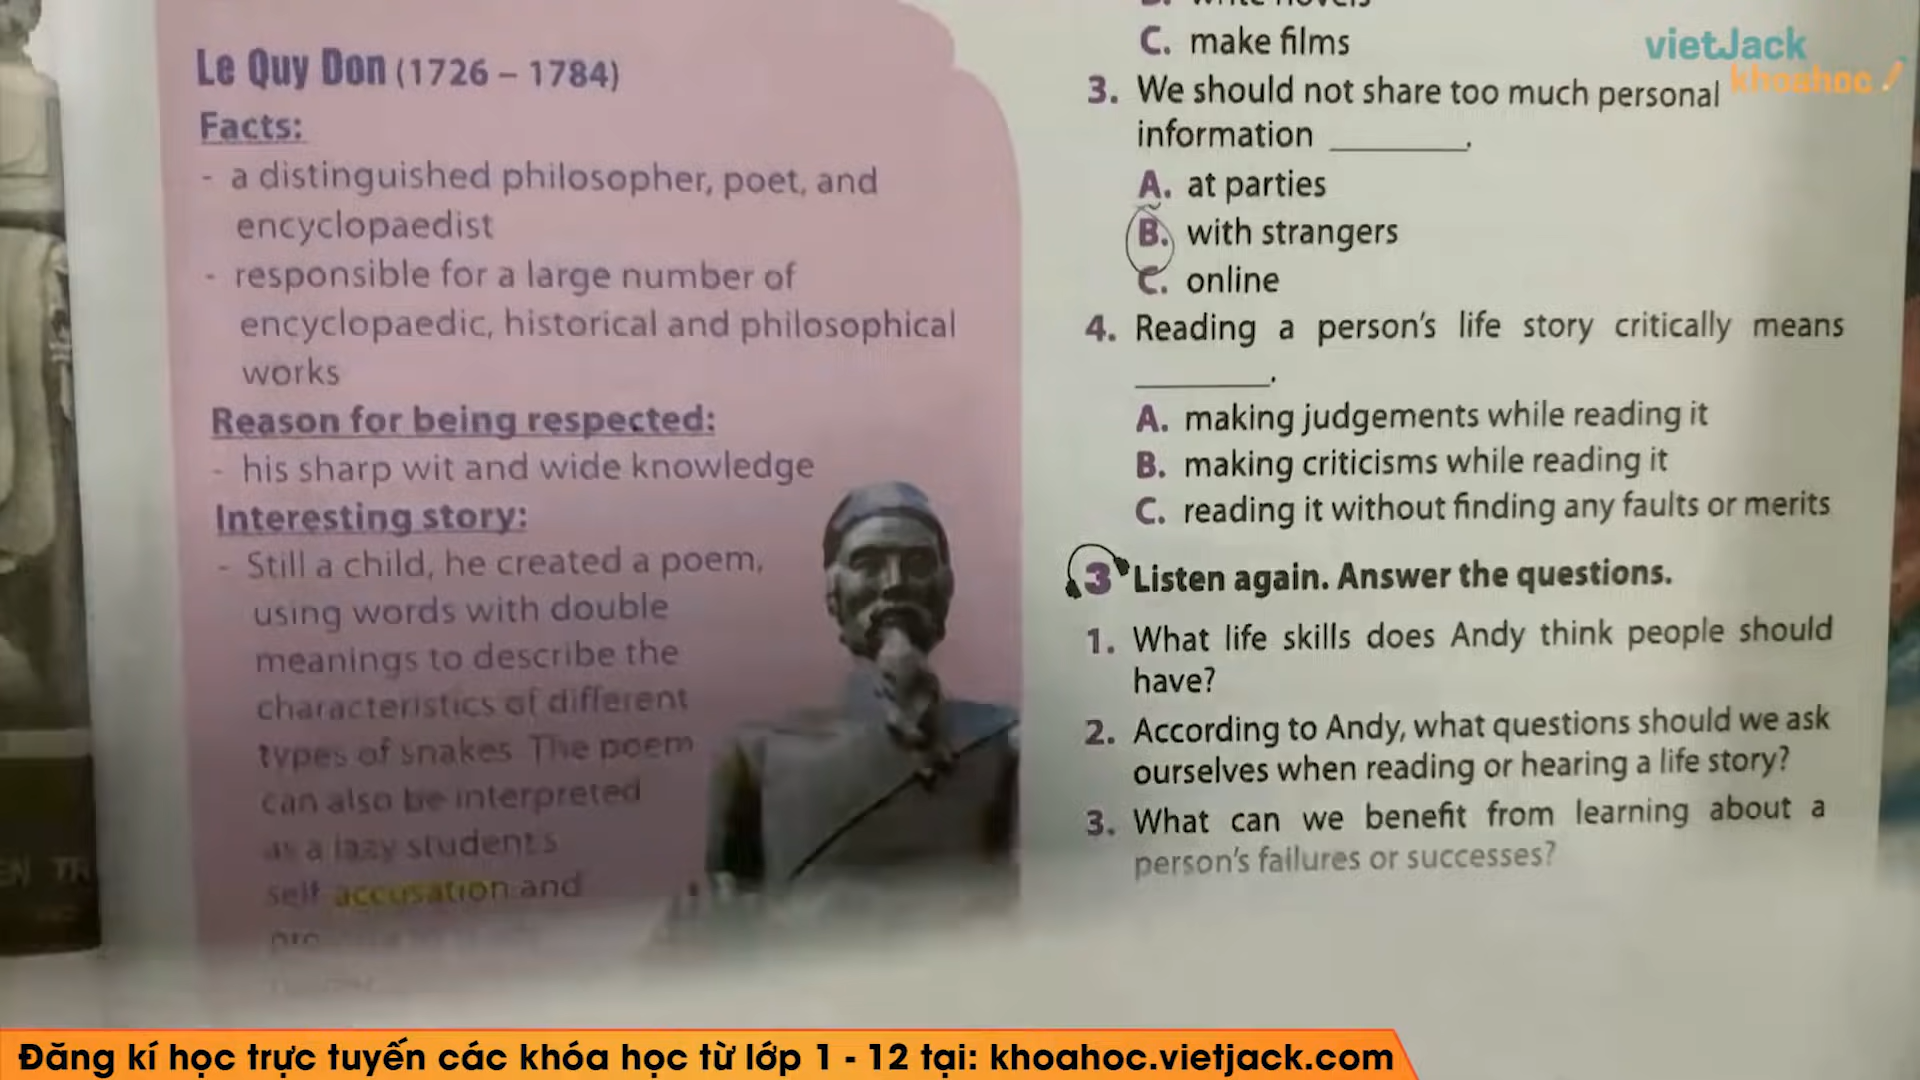 Le Quy Don (1726 – 1784)
Facts:
- a distinguished philosopher, poet, and
encyclopaedist
- responsible for a large number of
encyclopaedic, historical and philosophical
works
Reason for being respected:
- his sharp wit and wide knowledge
Interesting story:
- Still a child, he created a poem,
using words with double
meanings to describe the
characteristics of different
types of snakes. The poem
can also be interpreted
as a lazy student's
self accusation and
C. make films
3. We should not share too much personal
information ________.
A. at parties
B. with strangers
C. online
4. Reading a person's life story critically means
________.
A. making judgements while reading it
B. making criticisms while reading it
C. reading it without finding any faults or merits
3 Listen again. Answer the questions.
1. What life skills does Andy think people should
have?
2. According to Andy, what questions should we ask
ourselves when reading or hearing a life story?
3. What can we benefit from learning about a
person's failures or successes?
vietJack
khoahoc
Đăng kí học trực tuyến các khóa học từ lớp 1 - 12 tại: khoahoc.vietjack.com